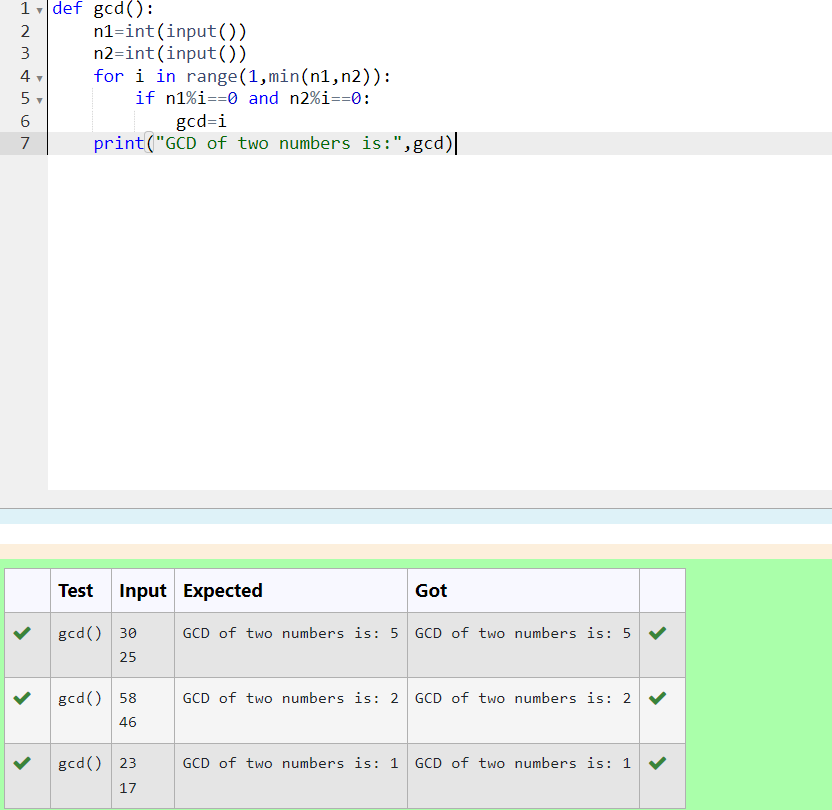 1 def gcd():
2     n1=int(input())
3     n2=int(input())
4     for i in range(1,min(n1,n2)):
5         if n1%i==0 and n2%i==0:
6             gcd=i
7     print("GCD of two numbers is:",gcd)
Test Input Expected Got
gcd() 30 GCD of two numbers is: 5 GCD of two numbers is: 5
25
gcd() 58 GCD of two numbers is: 2 GCD of two numbers is: 2
46
gcd() 23 GCD of two numbers is: 1 GCD of two numbers is: 1
17